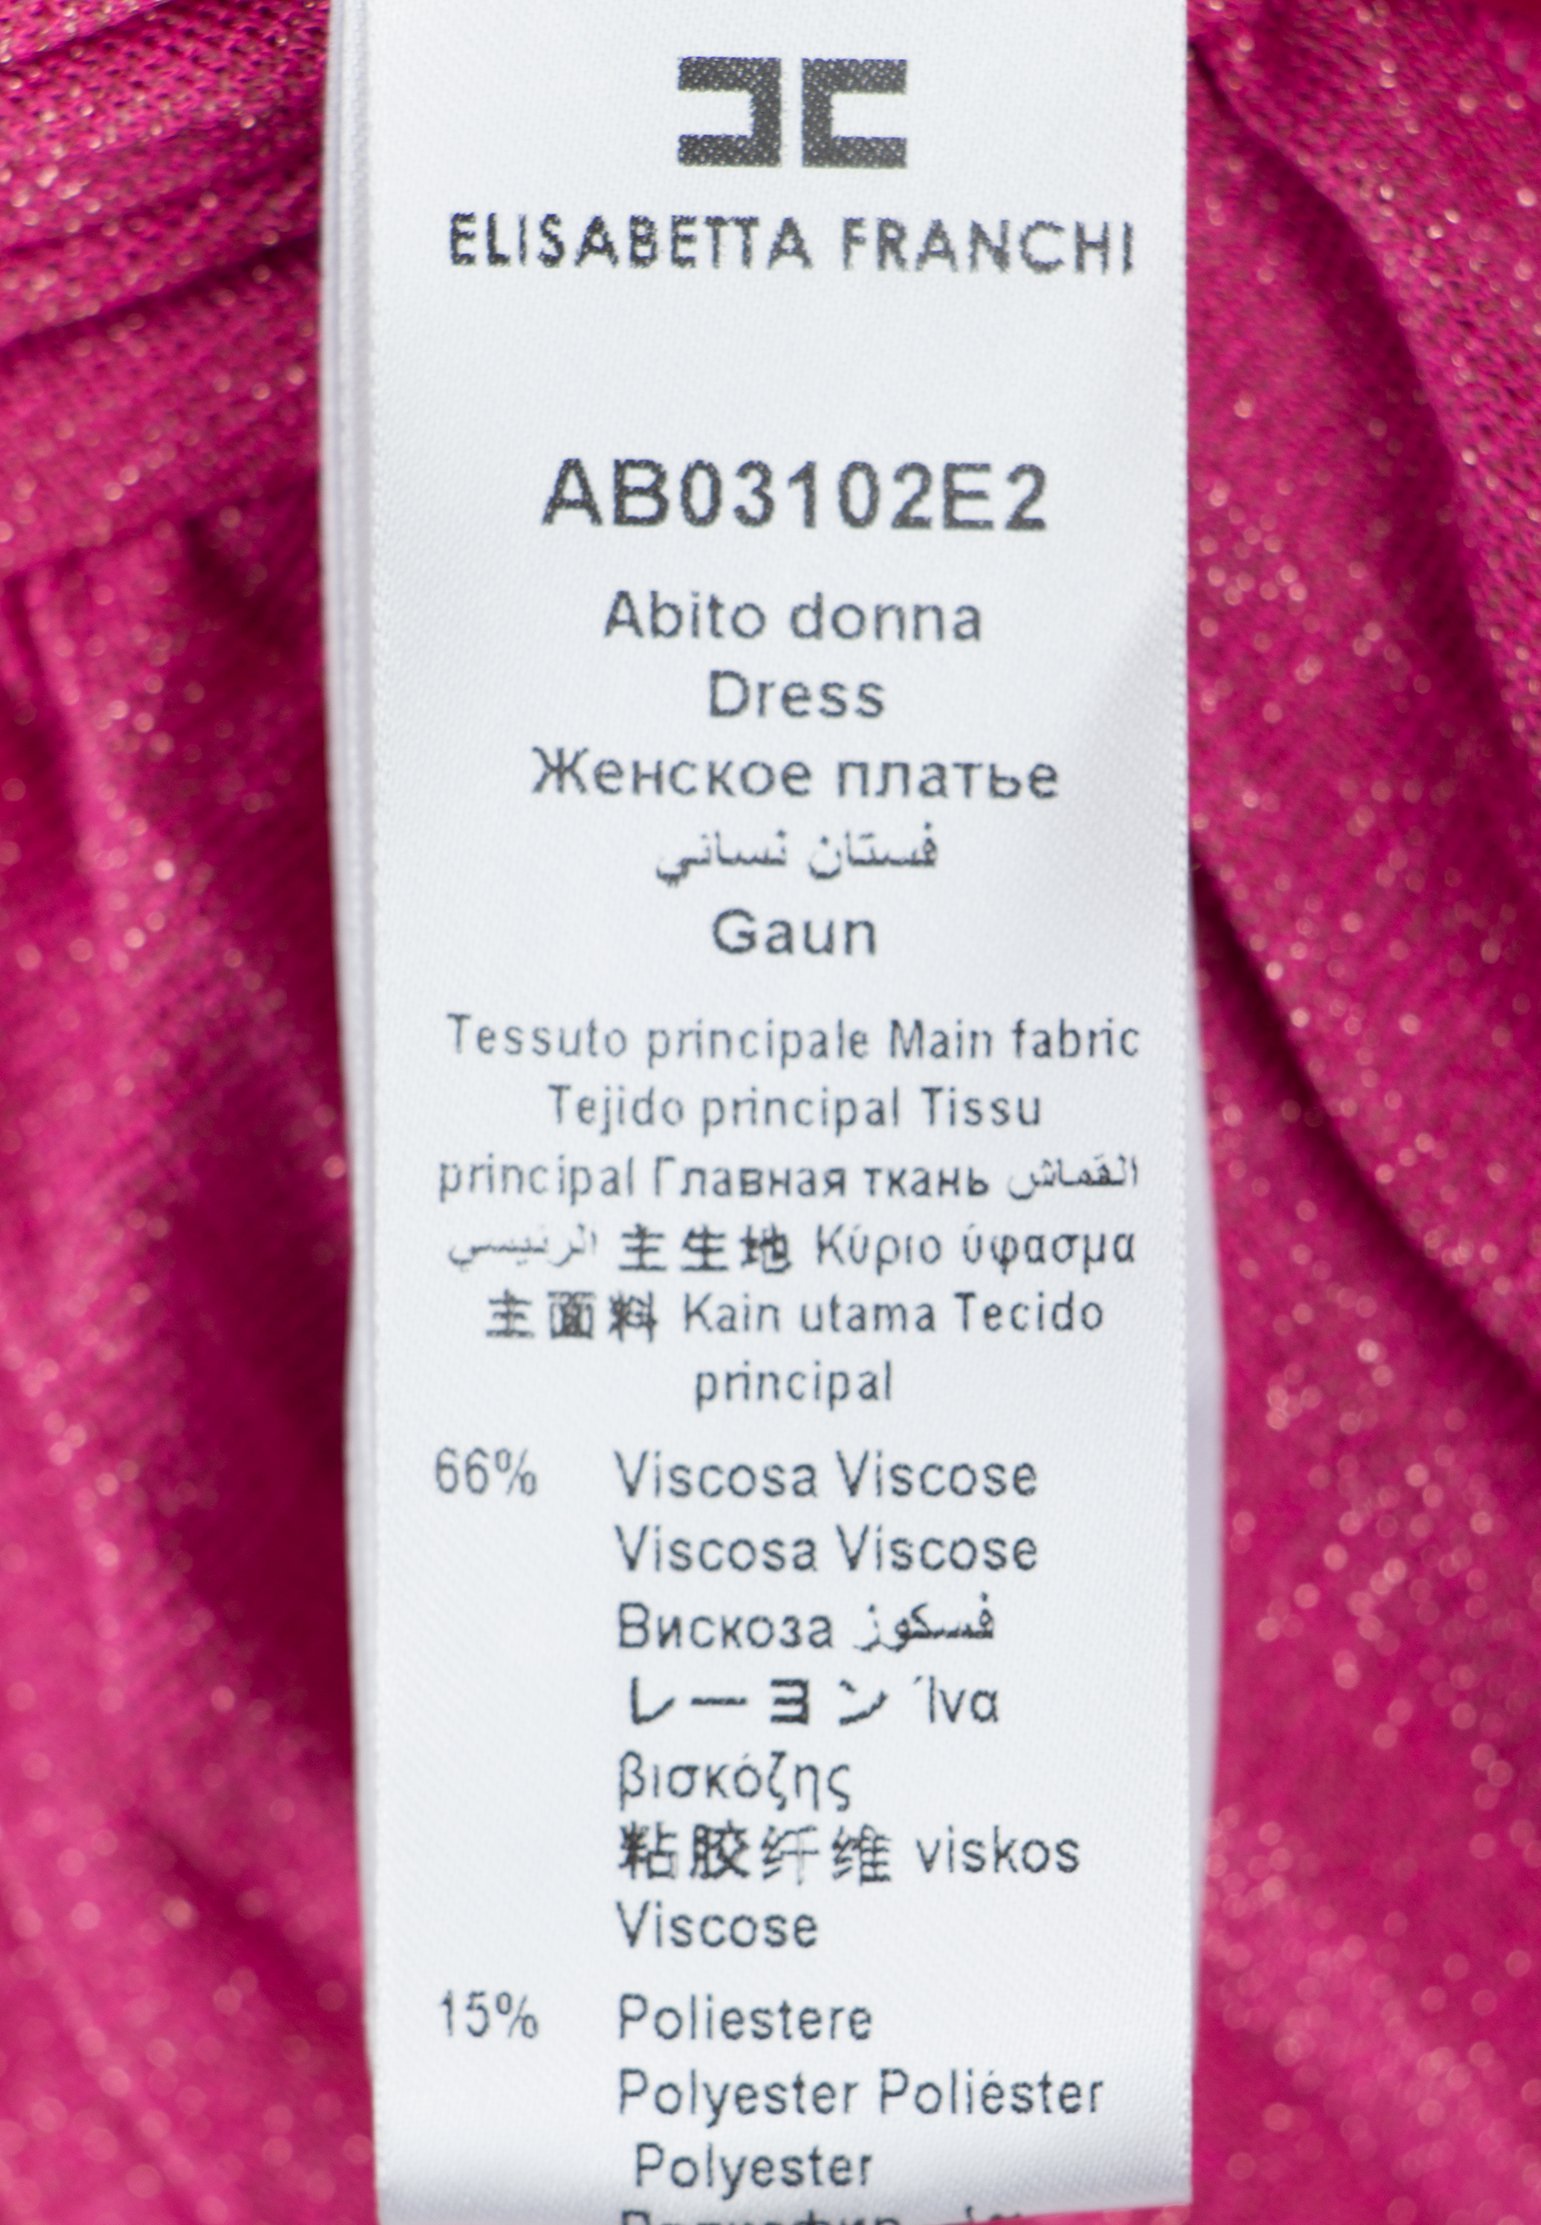 ELISABETTA FRANCHI
AB03102E2
Abito donna
Dress
Женское платье
فستان نسائي
Gaun
Tessuto principale Main fabric
Tejido principal Tissu
principal Главная ткань القماش
الرئيسي 主生地 Κύριο ύφασμα
主面料 Kain utama Tecido
principal
66% Viscosa Viscose
Viscosa Viscose
Вискоза فسكوز
レーヨン Ίνα
βισκόζης
粘胶纤维 viskos
Viscose
15% Poliestere
Polyester Poliéster
Polyester